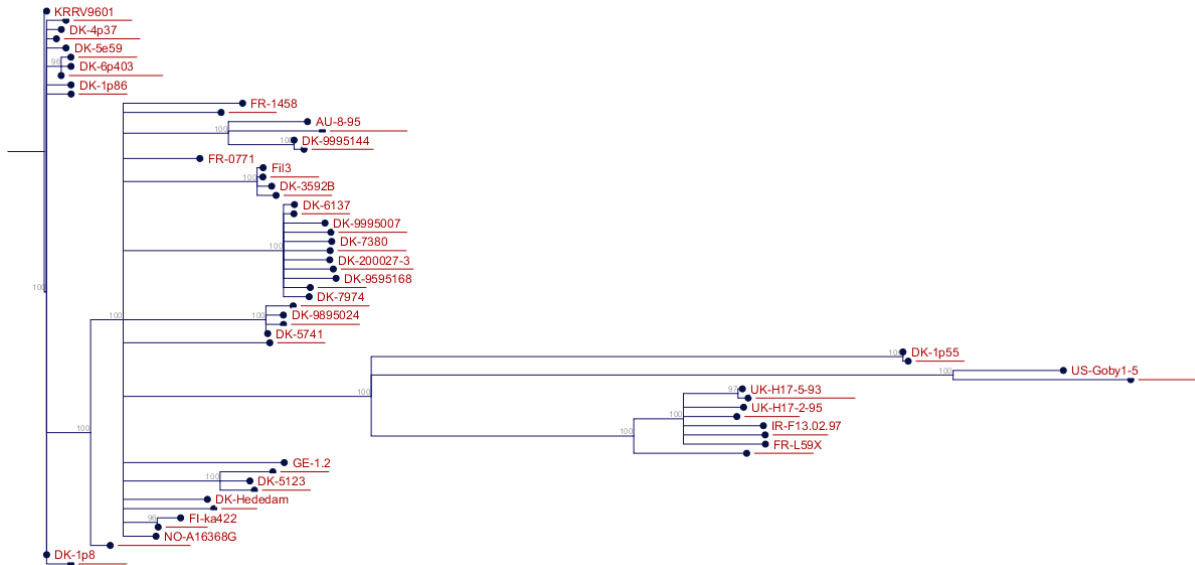 KRRV9601
DK-4p37
DK-5e59
96
DK-6p403
DK-1p86
FR-1458
AU-8-95
100
100
DK-9995144
FR-0771
Fil3
100
DK-3592B
DK-6137
DK-9995007
DK-7380
100
DK-200027-3
DK-9595168
100
DK-7974
100
100
DK-9895024
DK-5741
DK-1p55
100
US-Goby1-5
97
UK-H17-5-93
UK-H17-2-95
100
IR-F13.02.97
100
100
FR-L59X
GE-1.2
100
DK-5123
DK-Hededam
96
FI-ka422
NO-A16368G
DK-1p8